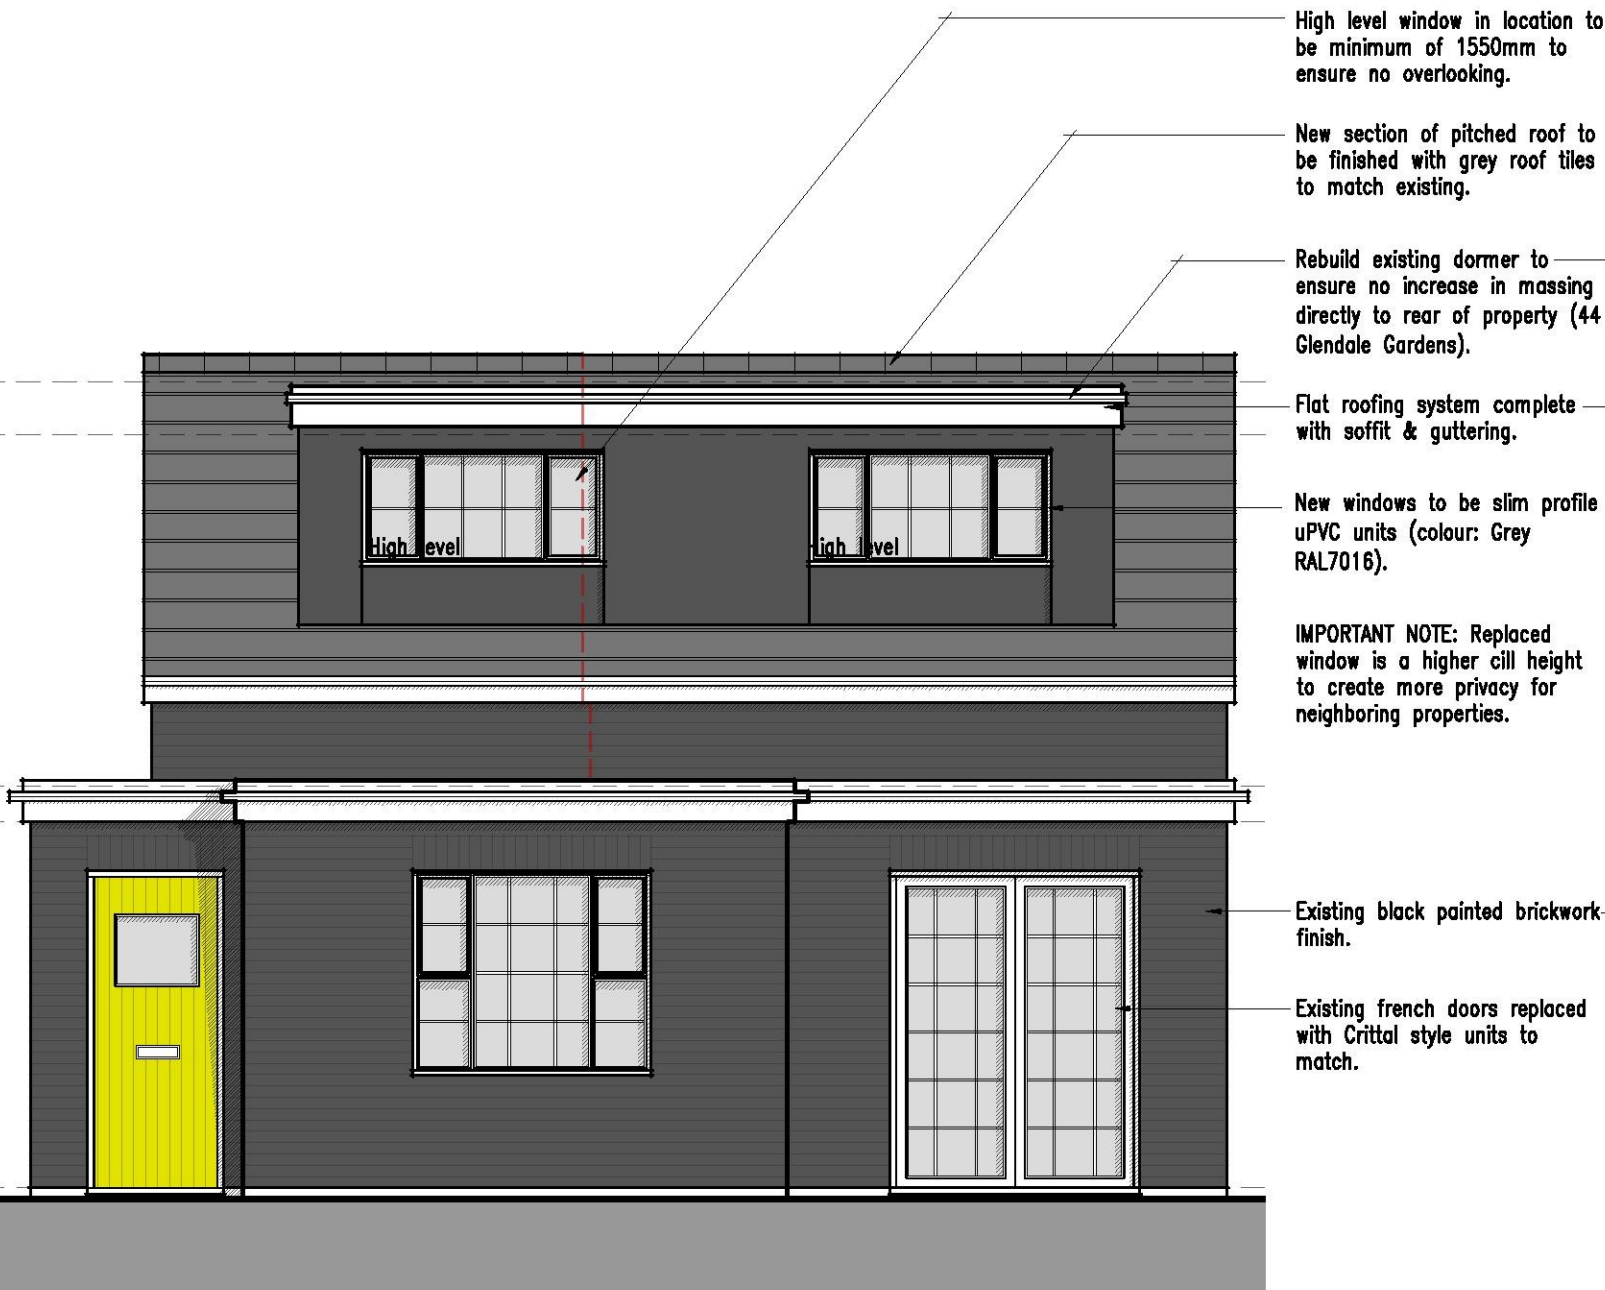 High level window in location to
be minimum of 1550mm to
ensure no overlooking.
New section of pitched roof to
be finished with grey roof tiles
to match existing.
Rebuild existing dormer to
ensure no increase in massing
directly to rear of property (44
Glendale Gardens).
Flat roofing system complete
with soffit & guttering.
New windows to be slim profile
uPVC units (colour: Grey
RAL7016).
High level
High level
IMPORTANT NOTE: Replaced
window is a higher cill height
to create more privacy for
neighboring properties.
Existing black painted brickwork
finish.
Existing french doors replaced
with Crittal style units to
match.